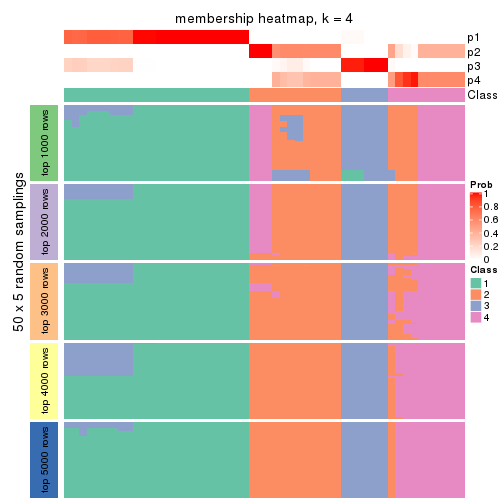 membership heatmap, k = 4
p1
p2
p3
p4
Class
50 x 5 random samplings
top 1000 rows
top 2000 rows
top 3000 rows
top 4000 rows
top 5000 rows
Prob
1
0.8
0.6
0.4
0.2
0
Class
1
2
3
4